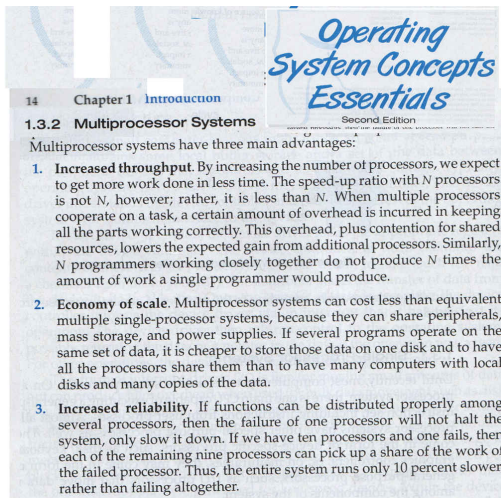 Operating
System Concepts
Essentials
Second Edition
14 Chapter 1 Introduction
1.3.2 Multiprocessor Systems
Multiprocessor systems have three main advantages:
1. Increased throughput. By increasing the number of processors, we expect
to get more work done in less time. The speed-up ratio with N processors
is not N, however; rather, it is less than N. When multiple processors
cooperate on a task, a certain amount of overhead is incurred in keeping
all the parts working correctly. This overhead, plus contention for shared
resources, lowers the expected gain from additional processors. Similarly,
N programmers working closely together do not produce N times the
amount of work a single programmer would produce.
2. Economy of scale. Multiprocessor systems can cost less than equivalent
multiple single-processor systems, because they can share peripherals,
mass storage, and power supplies. If several programs operate on the
same set of data, it is cheaper to store those data on one disk and to have
all the processors share them than to have many computers with local
disks and many copies of the data.
3. Increased reliability. If functions can be distributed properly among
several processors, then the failure of one processor will not halt the
system, only slow it down. If we have ten processors and one fails, then
each of the remaining nine processors can pick up a share of the work of
the failed processor. Thus, the entire system runs only 10 percent slower,
rather than failing altogether.